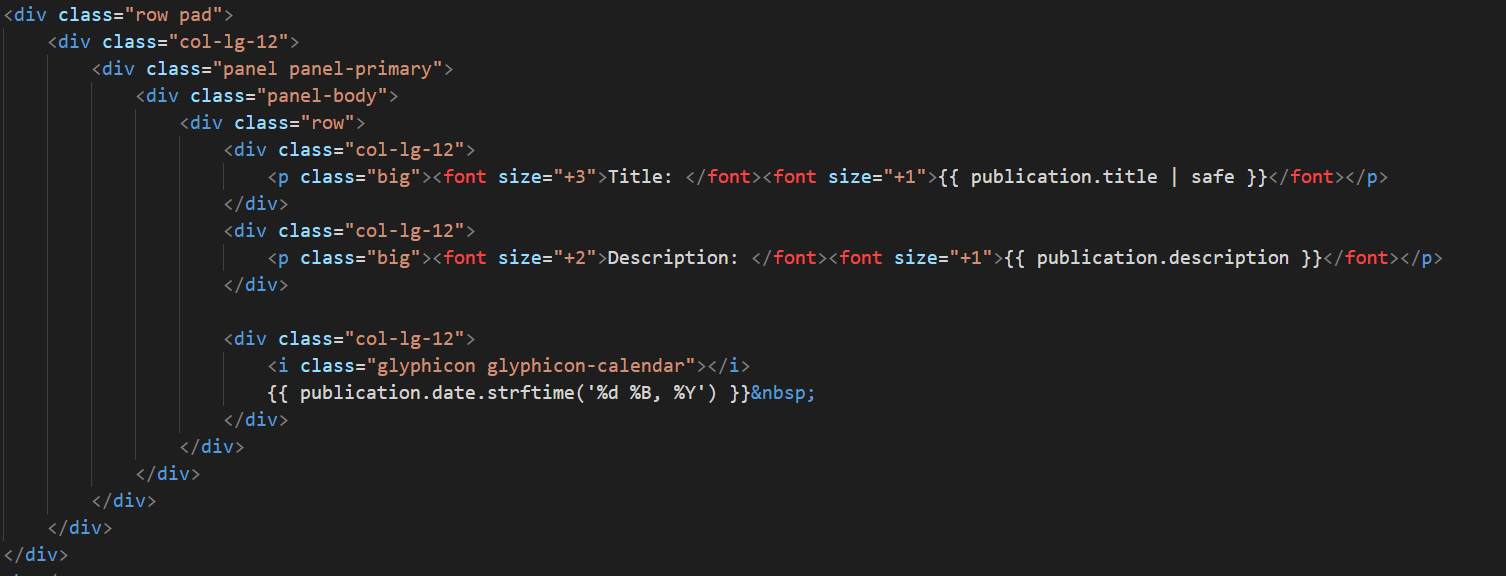 <div class="row pad">
<div class="col-lg-12">
<div class="panel panel-primary">
<div class="panel-body">
<div class="row">
<div class="col-lg-12">
<p class="big"><font size="+3">Title: </font><font size="+1">{{ publication.title | safe }}</font></p>
</div>
<div class="col-lg-12">
<p class="big"><font size="+2">Description: </font><font size="+1">{{ publication.description }}</font></p>
</div>
<div class="col-lg-12">
<i class="glyphicon glyphicon-calendar"></i>
{{ publication.date.strftime('%d %B, %Y') }}&nbsp;
</div>
</div>
</div>
</div>
</div>
</div>